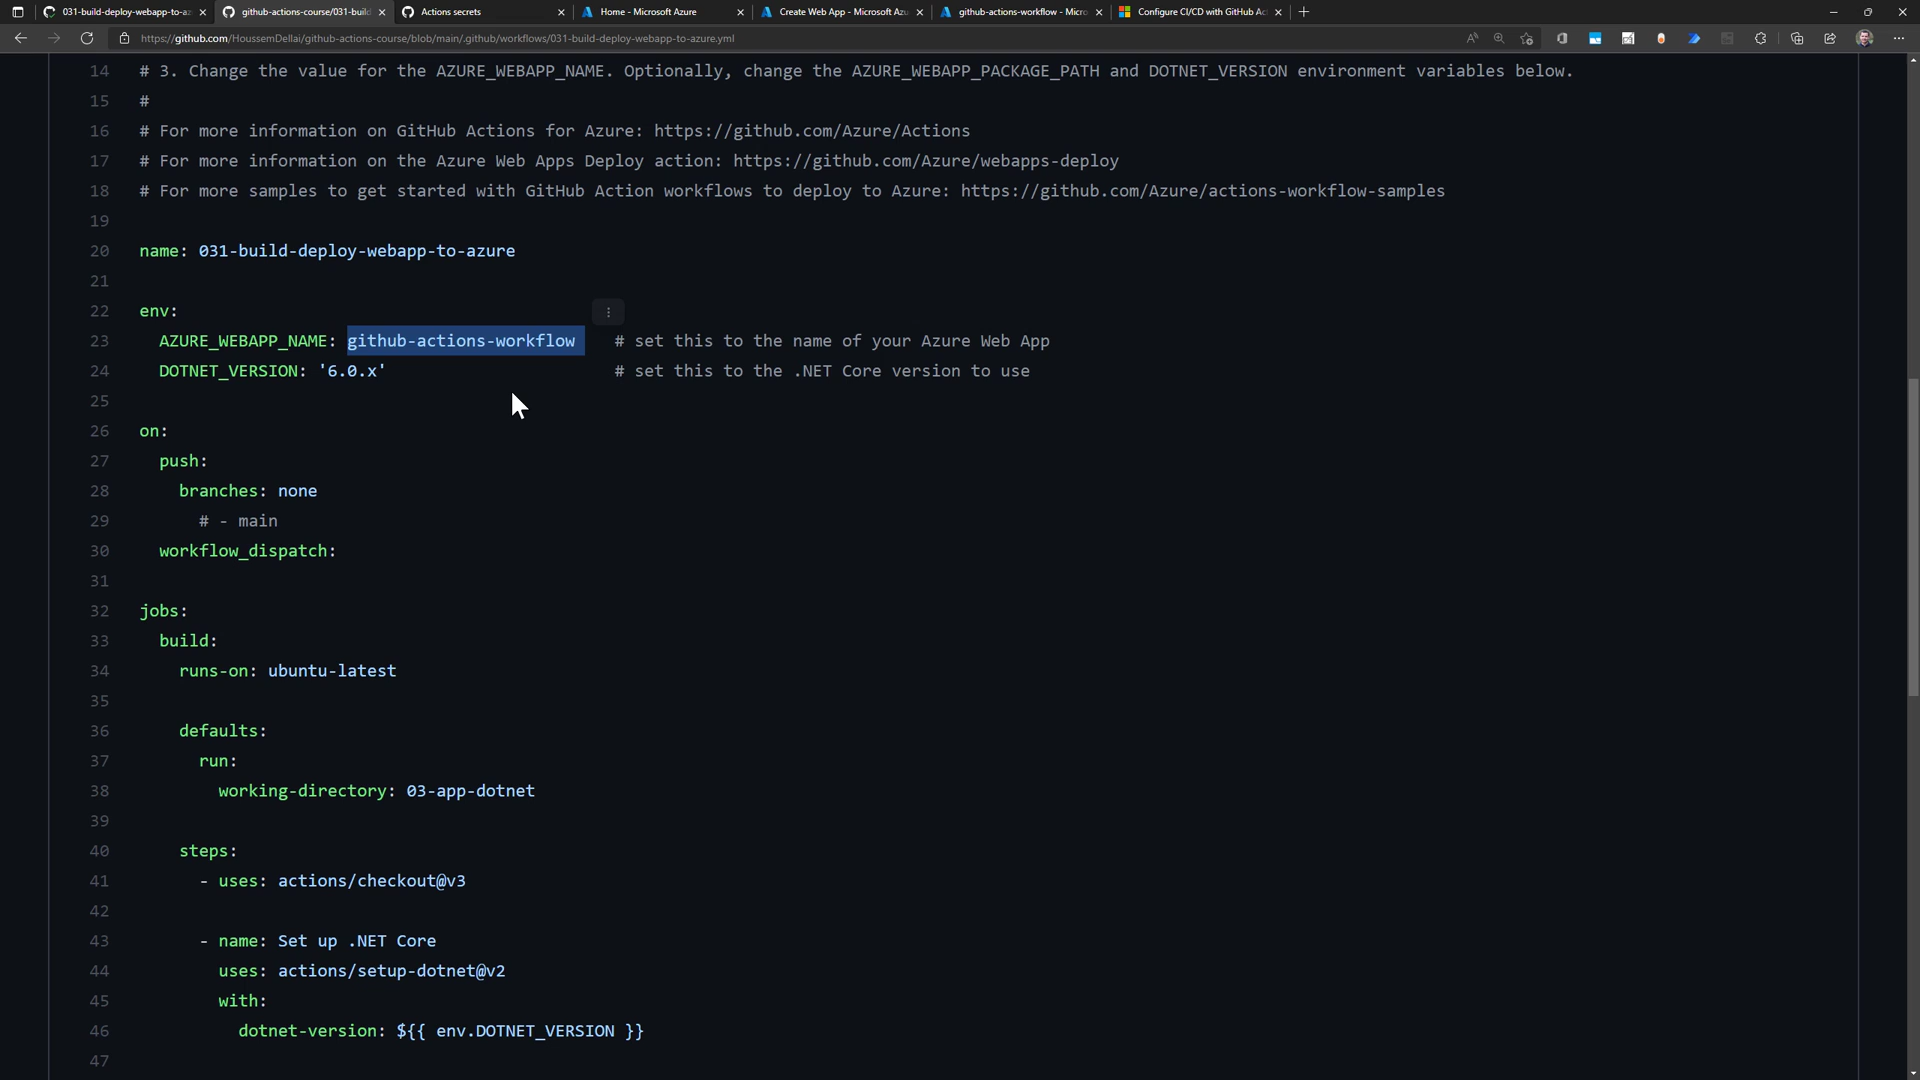 031-build-deploy-webapp-to-az
github-actions-course/031-build
Actions secrets
Home - Microsoft Azure
Create Web App - Microsoft Azu
github-actions-workflow - Micro
Configure CI/CD with GitHub Ac
https://github.com/HoussemDellai/github-actions-course/blob/main/.github/workflows/031-build-deploy-webapp-to-azure.yml
14 # 3. Change the value for the AZURE_WEBAPP_NAME. Optionally, change the AZURE_WEBAPP_PACKAGE_PATH and DOTNET_VERSION environment variables below.
15 #
16 # For more information on GitHub Actions for Azure: https://github.com/Azure/Actions
17 # For more information on the Azure Web Apps Deploy action: https://github.com/Azure/webapps-deploy
18 # For more samples to get started with GitHub Action workflows to deploy to Azure: https://github.com/Azure/actions-workflow-samples
19
20 name: 031-build-deploy-webapp-to-azure
21
22 env:
23 AZURE_WEBAPP_NAME: github-actions-workflow # set this to the name of your Azure Web App
24 DOTNET_VERSION: '6.0.x' # set this to the .NET Core version to use
25
26 on:
27 push:
28 branches: none
29 # - main
30 workflow_dispatch:
31
32 jobs:
33 build:
34 runs-on: ubuntu-latest
35
36 defaults:
37 run:
38 working-directory: 03-app-dotnet
39
40 steps:
41 - uses: actions/checkout@v3
42
43 - name: Set up .NET Core
44 uses: actions/setup-dotnet@v2
45 with:
46 dotnet-version: ${{ env.DOTNET_VERSION }}
47